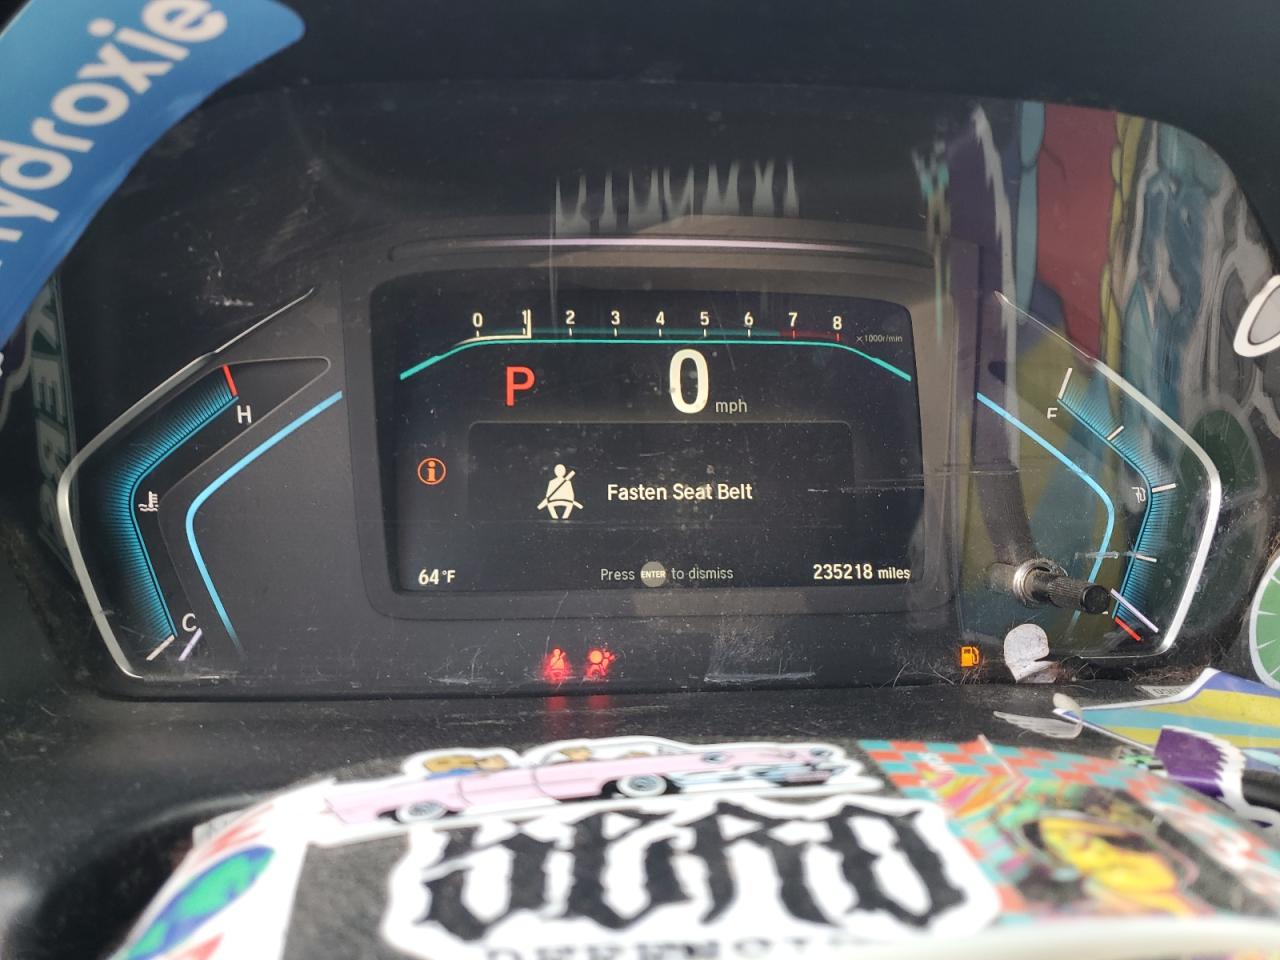 ydroxie
0 1 2 3 4 5 6 7 8
×1000r/min
P 0 mph
H
F
Fasten Seat Belt
C
64°F
Press ENTER to dismiss
235218 miles